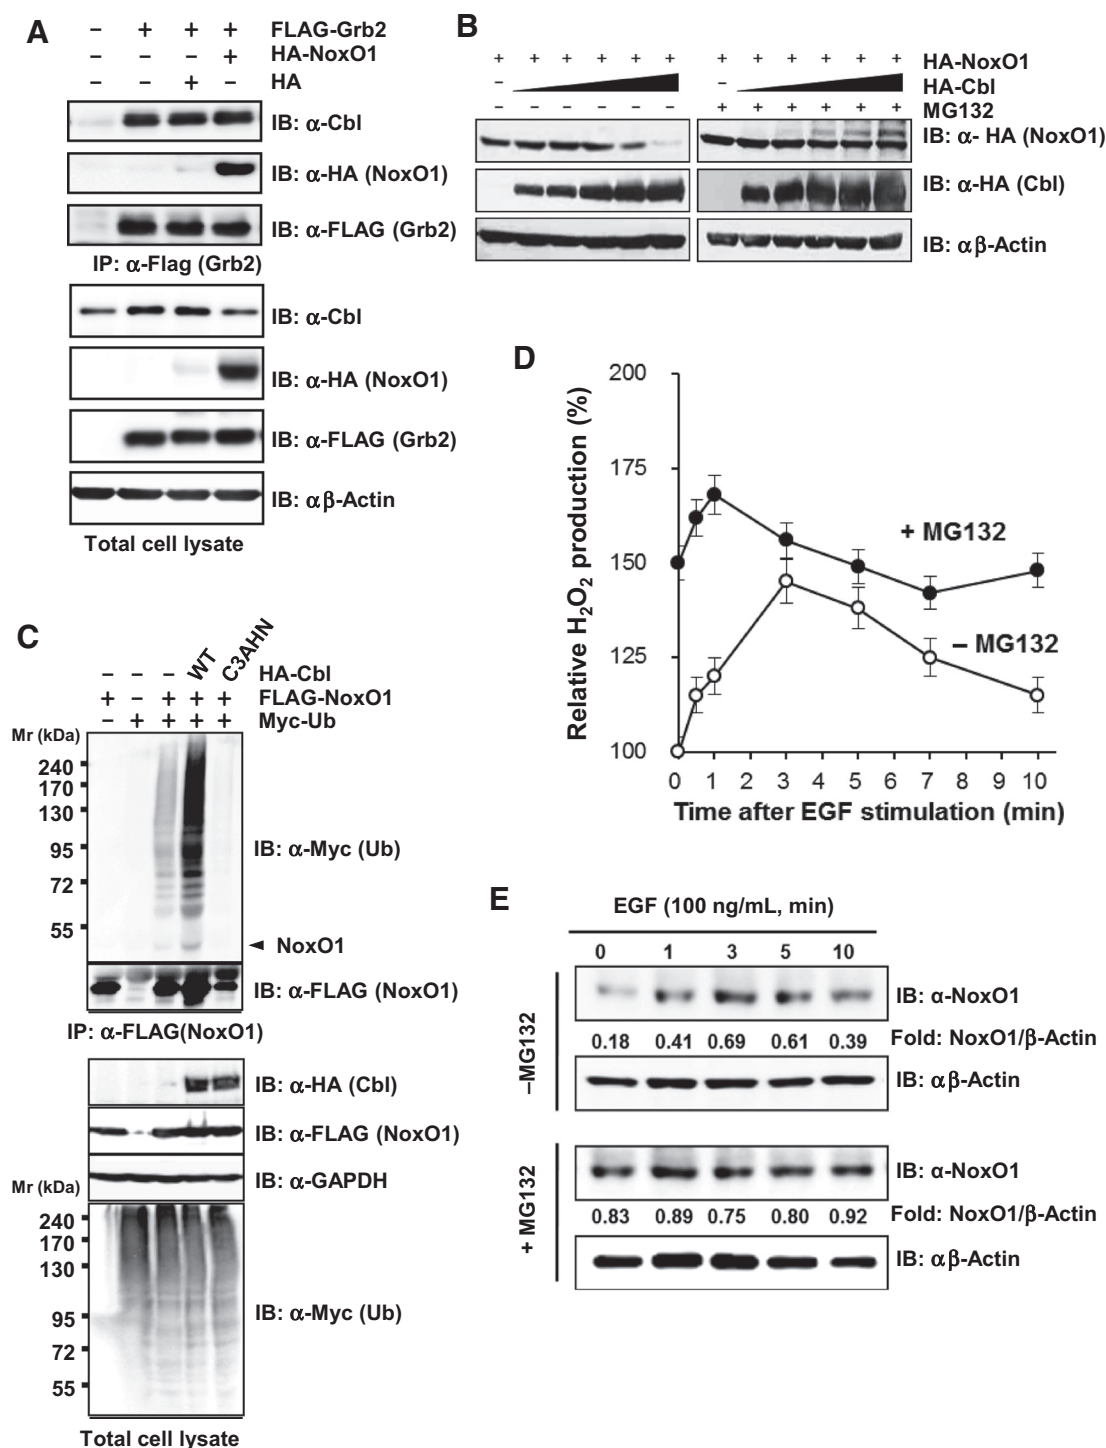 A
– + + + FLAG-Grb2
– – – + HA-NoxO1
– – + – HA
IB: α-Cbl
IB: α-HA (NoxO1)
IB: α-FLAG (Grb2)
IP: α-Flag (Grb2)
IB: α-Cbl
IB: α-HA (NoxO1)
IB: α-FLAG (Grb2)
IB: αβ-Actin
Total cell lysate
B
+ + + + + + + + + + + + HA-NoxO1
– – HA-Cbl
– – – – – – + + + + + + MG132
IB: α- HA (NoxO1)
IB: α-HA (Cbl)
IB: αβ-Actin
C
– – – WT C3AHN HA-Cbl
+ – + + + FLAG-NoxO1
– + + + + Myc-Ub
Mr (kDa)
240
170
130
95
72
55
IB: α-Myc (Ub)
NoxO1
IB: α-FLAG (NoxO1)
IP: α-FLAG(NoxO1)
IB: α-HA (Cbl)
IB: α-FLAG (NoxO1)
IB: α-GAPDH
Mr (kDa)
240
170
130
95
72
55
IB: α-Myc (Ub)
Total cell lysate
D
Relative H2O2 production (%)
200
175
150
125
100
+ MG132
– MG132
0 1 2 3 4 5 6 7 8 9 10
Time after EGF stimulation (min)
E
EGF (100 ng/mL, min)
0 1 3 5 10
–MG132
IB: α-NoxO1
0.18 0.41 0.69 0.61 0.39 Fold: NoxO1/β-Actin
IB: αβ-Actin
+ MG132
IB: α-NoxO1
0.83 0.89 0.75 0.80 0.92 Fold: NoxO1/β-Actin
IB: αβ-Actin